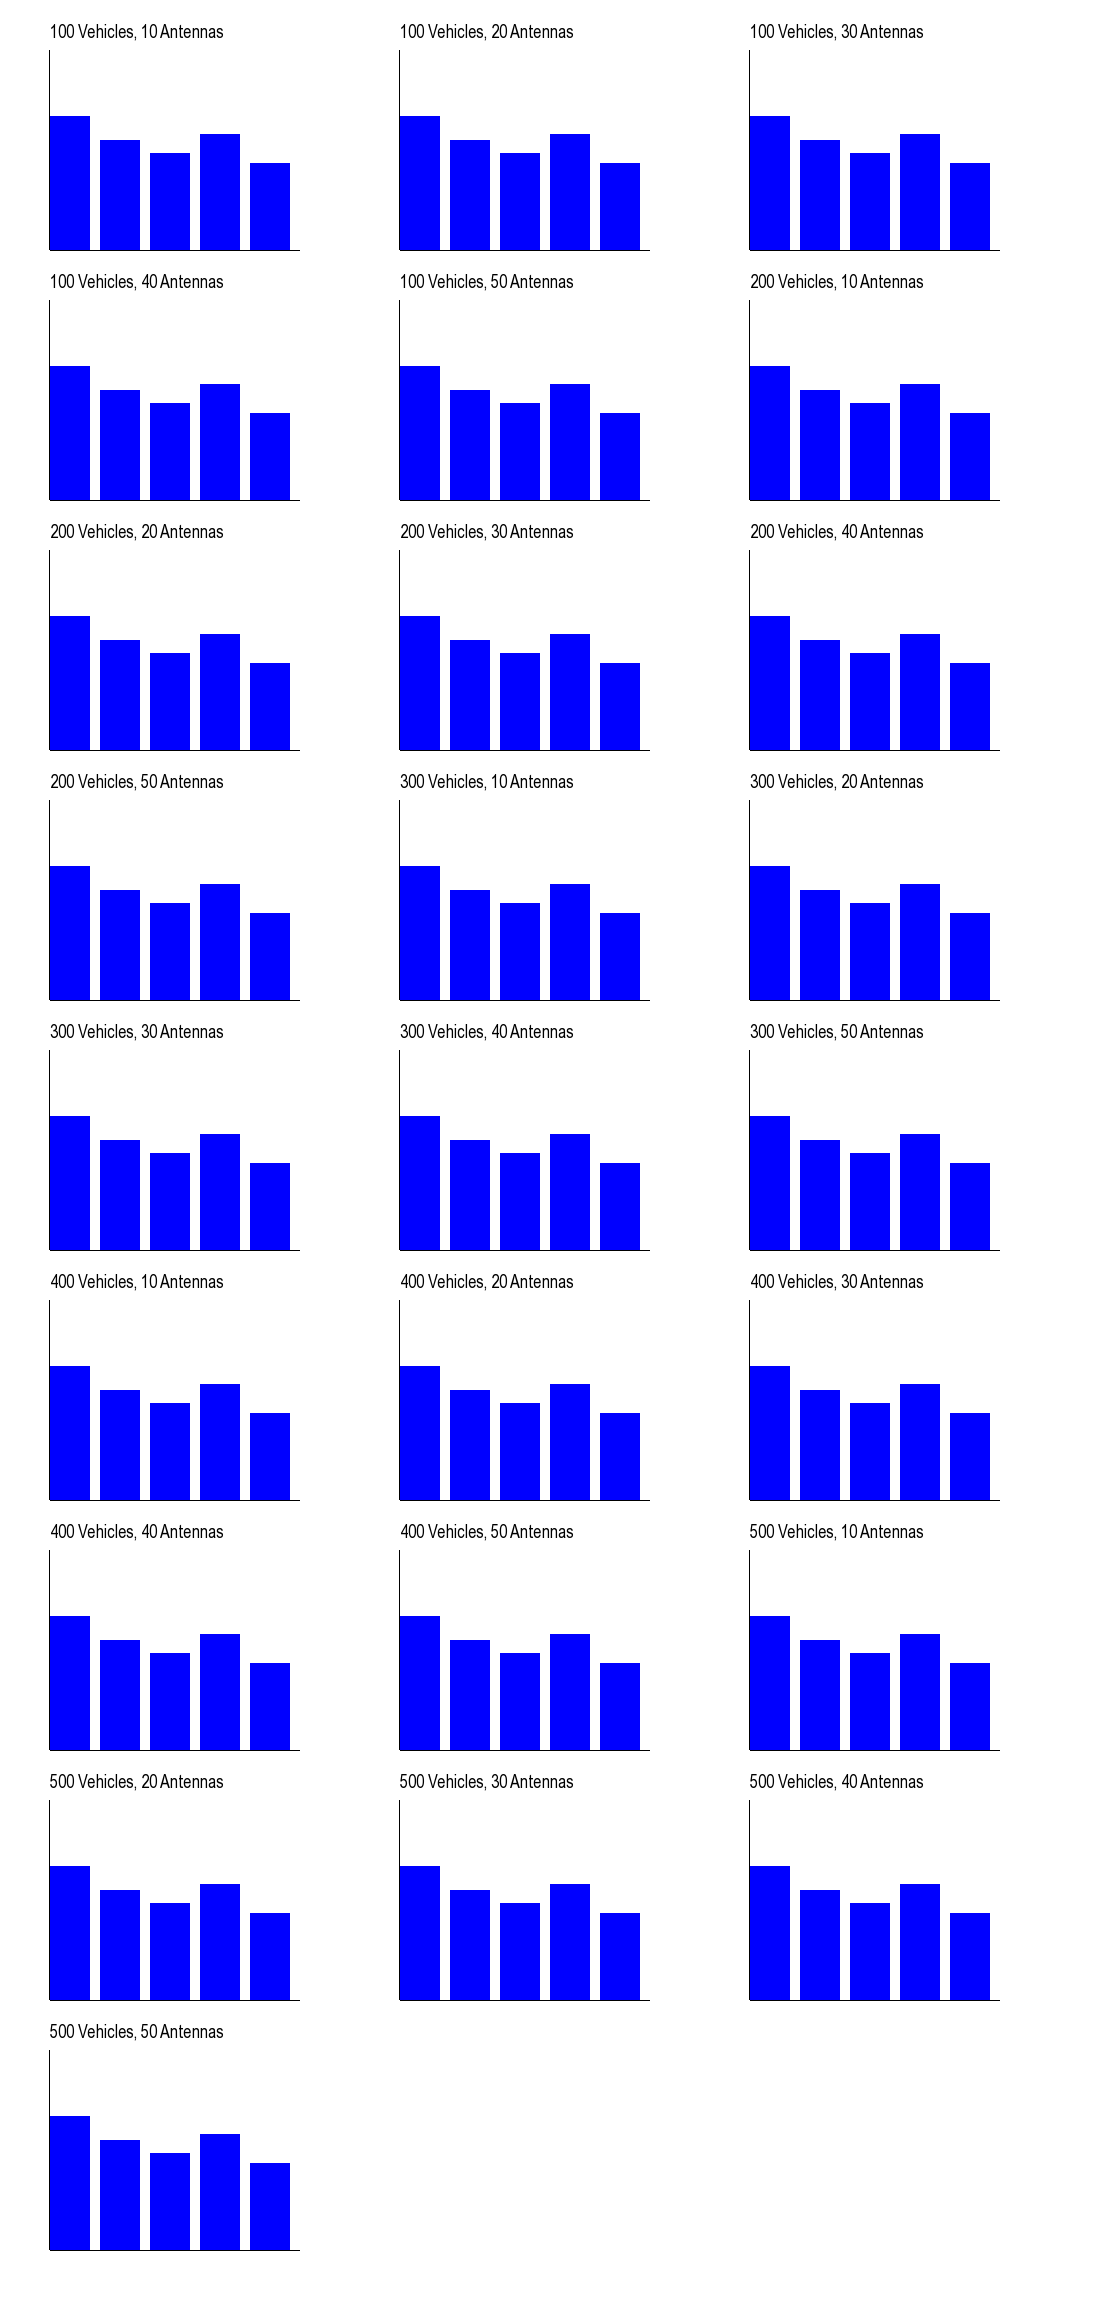 100 Vehicles, 10 Antennas
100 Vehicles, 20 Antennas
100 Vehicles, 30 Antennas
100 Vehicles, 40 Antennas
100 Vehicles, 50 Antennas
200 Vehicles, 10 Antennas
200 Vehicles, 20 Antennas
200 Vehicles, 30 Antennas
200 Vehicles, 40 Antennas
200 Vehicles, 50 Antennas
300 Vehicles, 10 Antennas
300 Vehicles, 20 Antennas
300 Vehicles, 30 Antennas
300 Vehicles, 40 Antennas
300 Vehicles, 50 Antennas
400 Vehicles, 10 Antennas
400 Vehicles, 20 Antennas
400 Vehicles, 30 Antennas
400 Vehicles, 40 Antennas
400 Vehicles, 50 Antennas
500 Vehicles, 10 Antennas
500 Vehicles, 20 Antennas
500 Vehicles, 30 Antennas
500 Vehicles, 40 Antennas
500 Vehicles, 50 Antennas